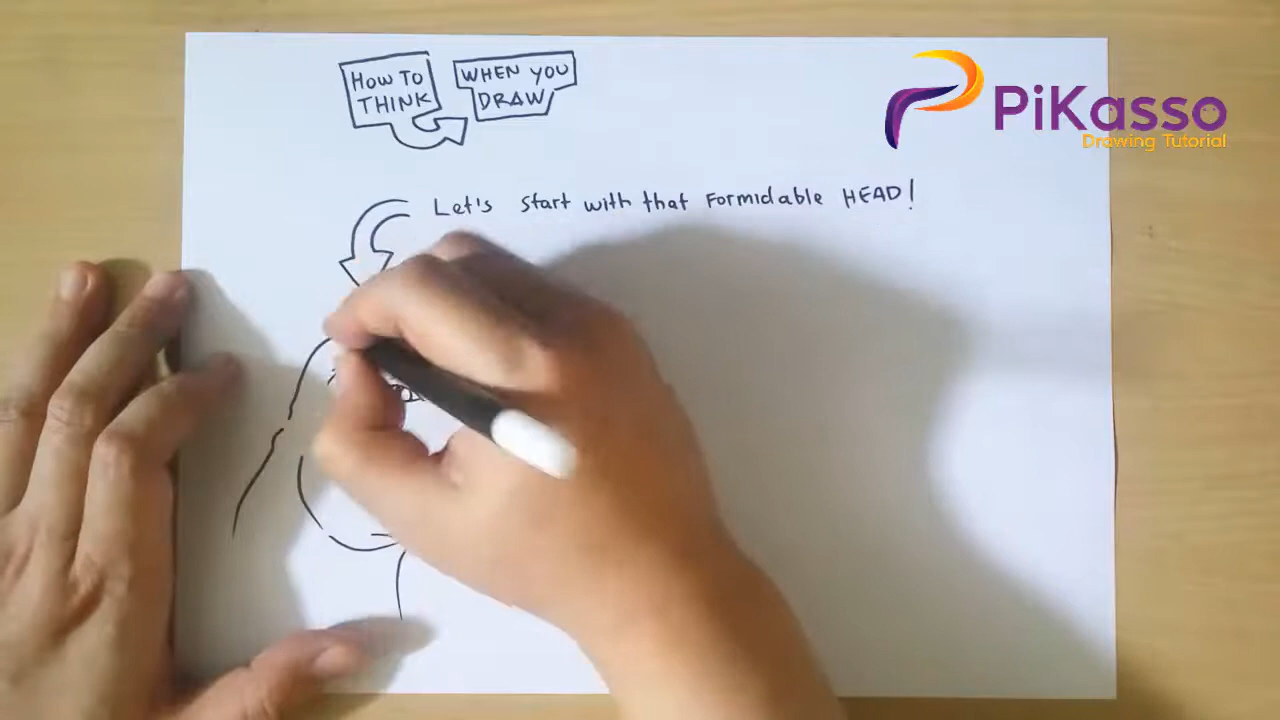 HOW TO
THINK
WHEN YOU
DRAW
PiKasso
Drawing Tutorial
Let's start with that Formidable HEAD!